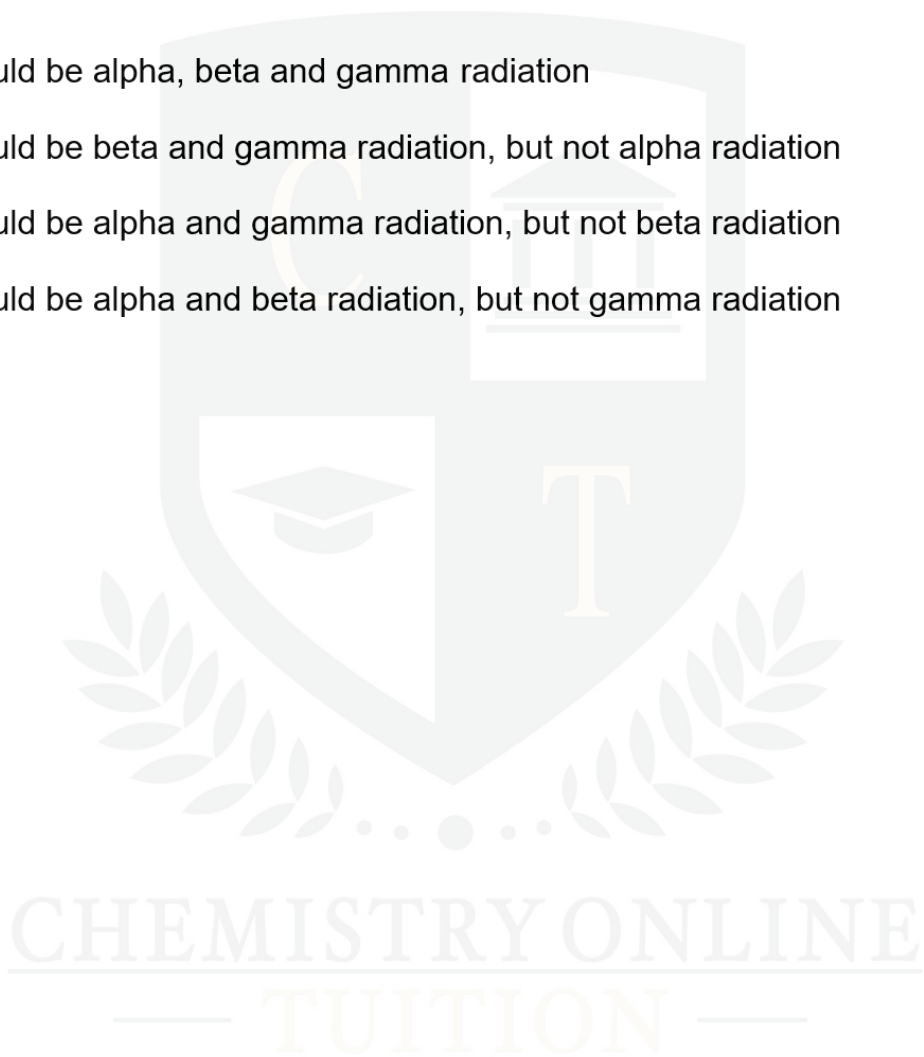 uld be alpha, beta and gamma radiation
uld be beta and gamma radiation, but not alpha radiation
uld be alpha and gamma radiation, but not beta radiation
uld be alpha and beta radiation, but not gamma radiation
C
T
CHEMISTRY ONLINE
TUITION